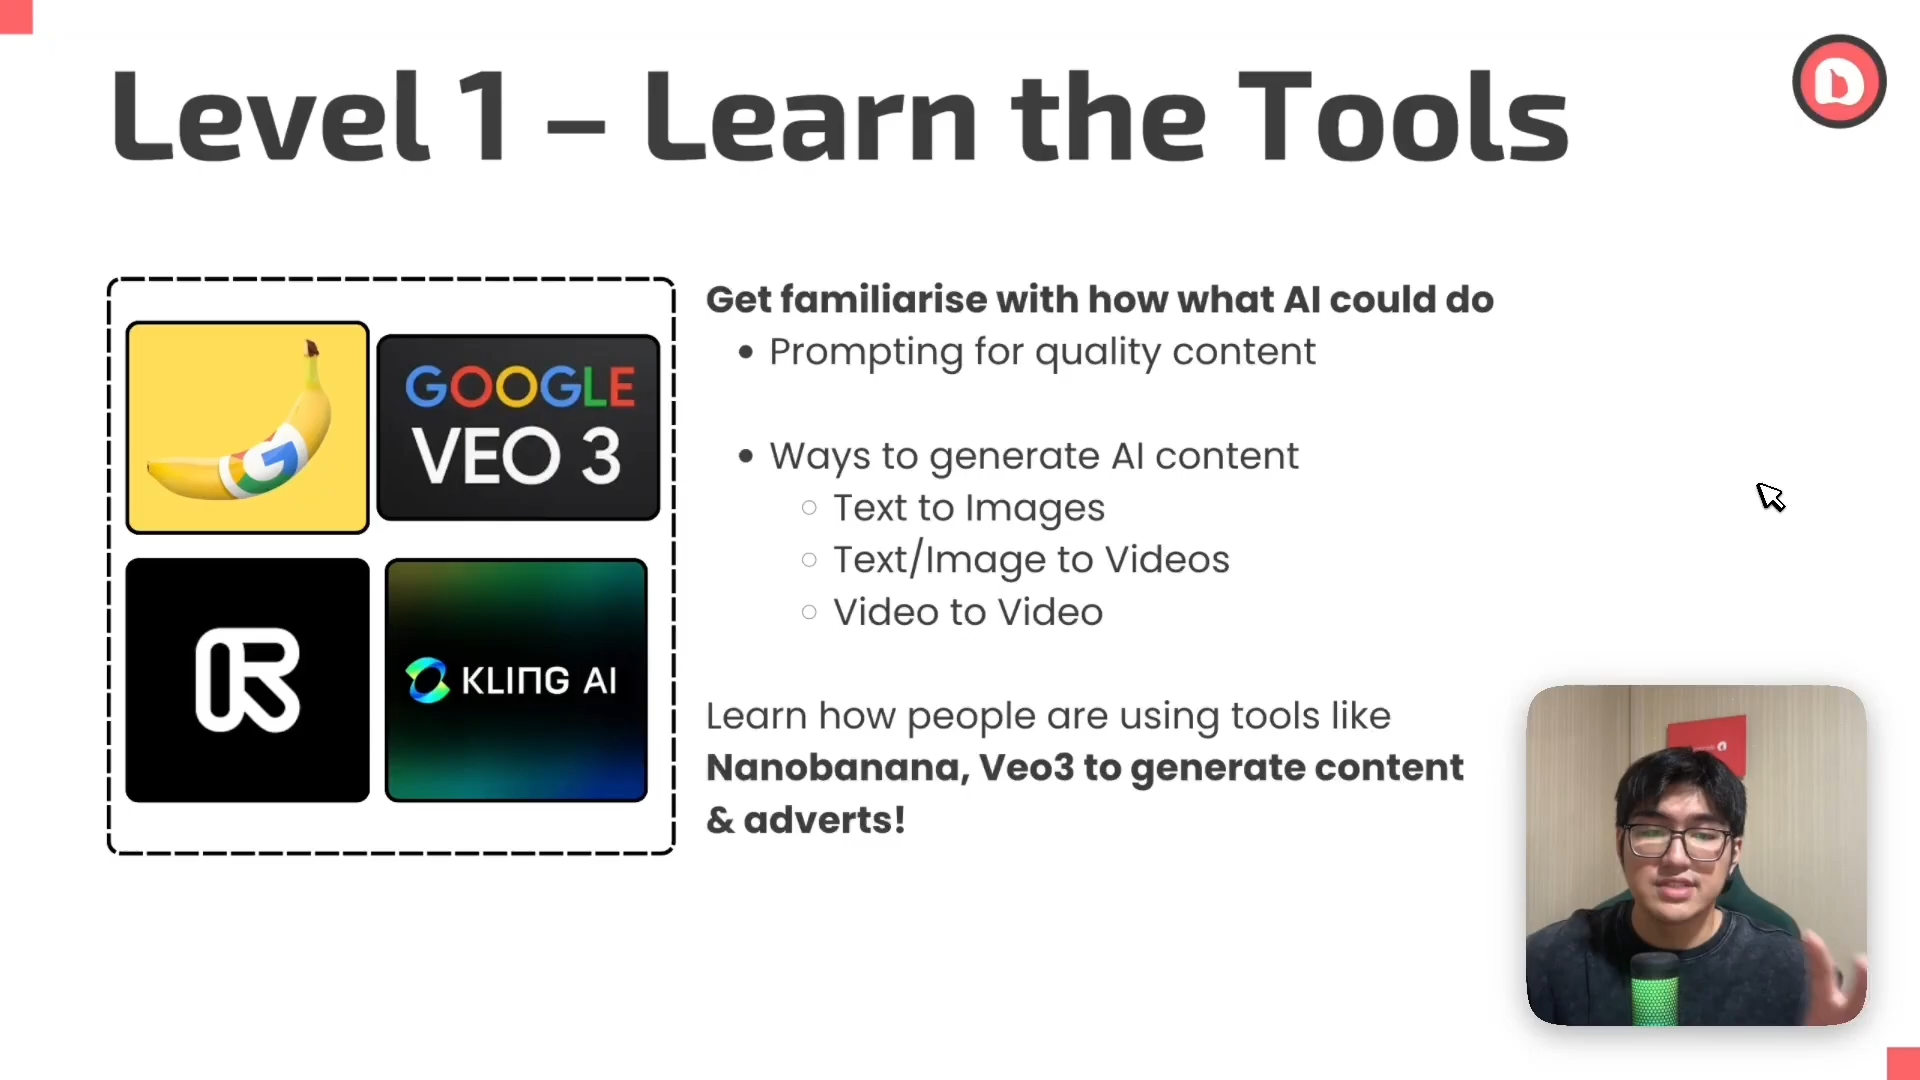 Level 1 – Learn the Tools
GOOGLE
VEO 3
KLING AI
Get familiarise with how what AI could do
Prompting for quality content
Ways to generate AI content
Text to Images
Text/Image to Videos
Video to Video
Learn how people are using tools like
Nanobanana, Veo3 to generate content
& adverts!